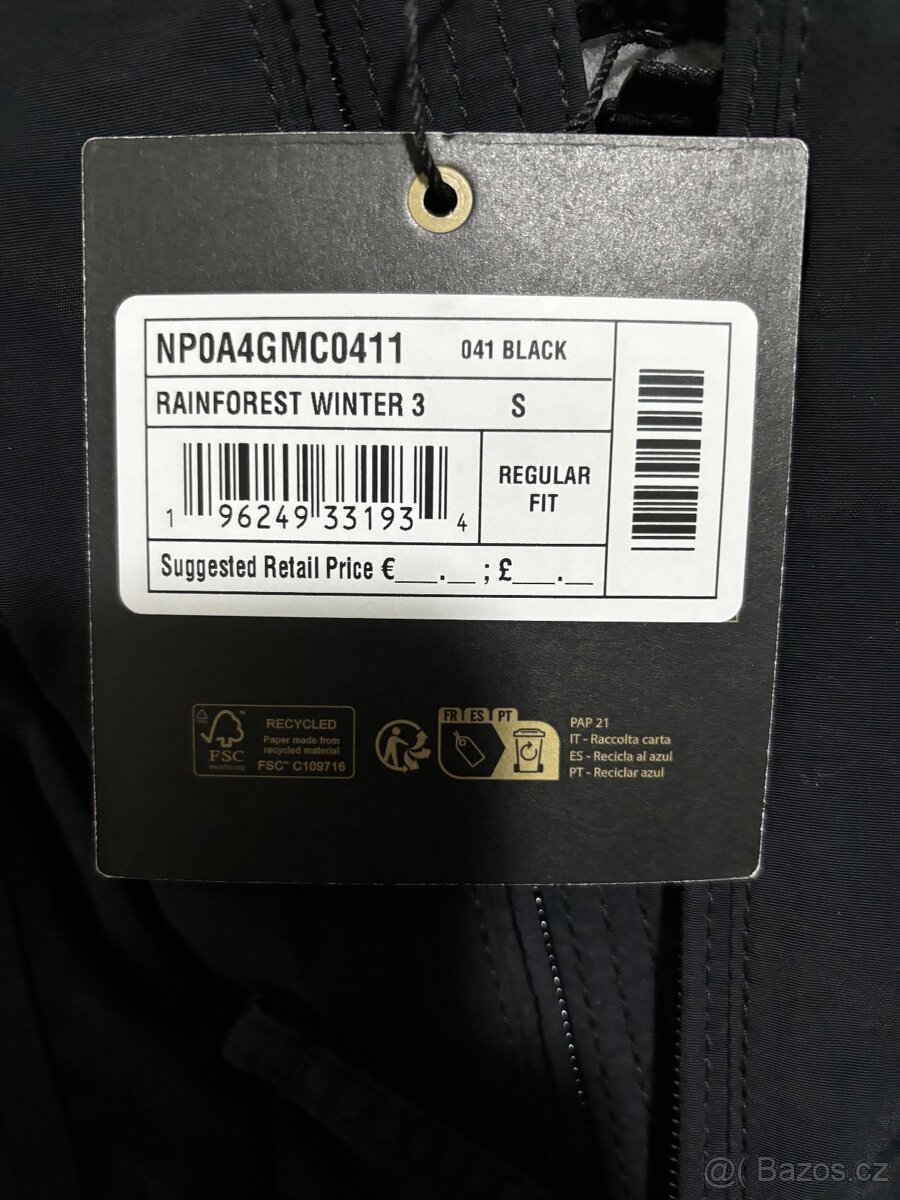 NP0A4GMC0411 041 BLACK
RAINFOREST WINTER 3 S
1 96249 33193 4
REGULAR
FIT
Suggested Retail Price €___.__ ; £___.__
FSC
RECYCLED
Paper made from
recycled material
FSC™ C109716
FR ES PT
PAP 21
IT - Raccolta carta
ES - Recicla al azul
PT - Reciclar azul
@( Bazos.cz